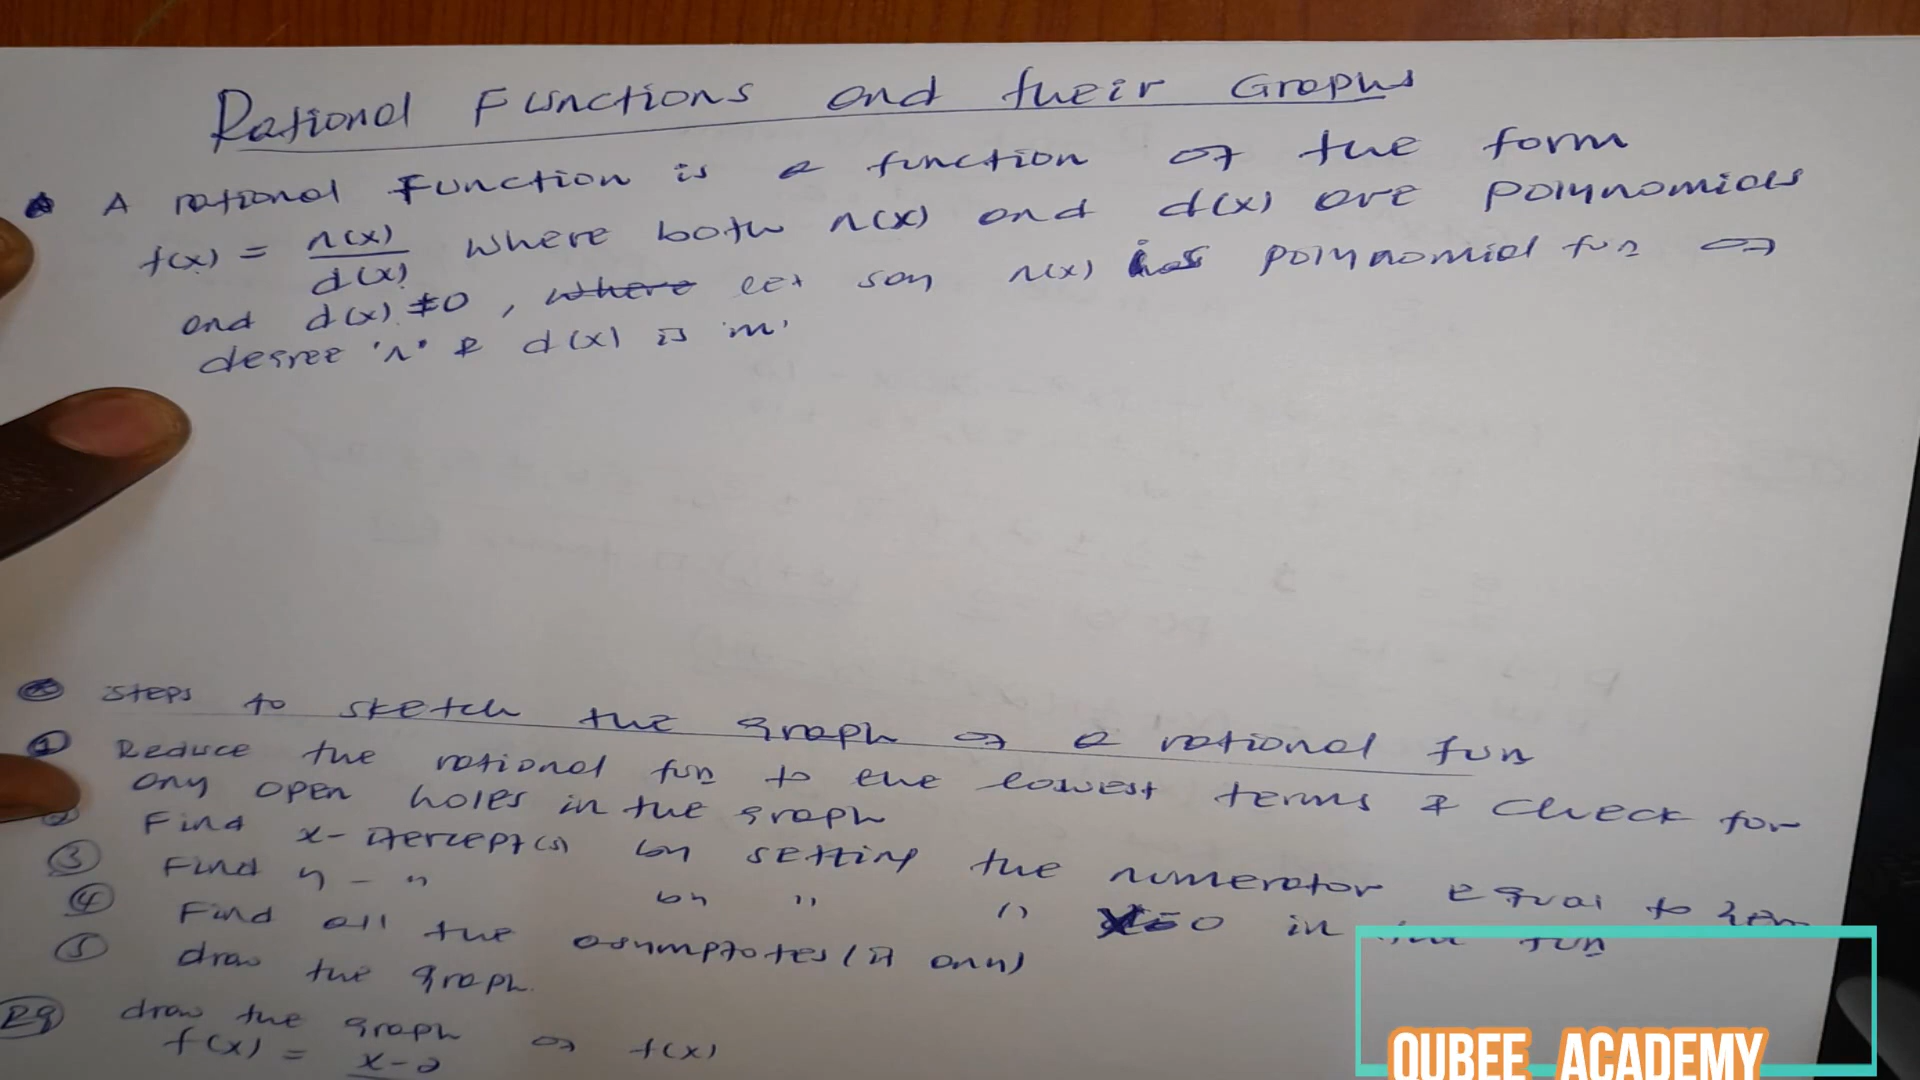 Rational Functions and their Graphs
A rational Function is a function of the form
f(x) = n(x)/d(x) where both n(x) and d(x) are polynomials
and d(x) ≠ 0, where let say n(x) has polynomial fun of
degree 'n' & d(x) is 'm'
steps to sketch the graph of a rational fun
① Reduce the rational fun to the lowest terms & check for
any open holes in the graph
② Find x-itercept(s) by setting the numerator equal to zero
③ Find y - " by " " x=0 in the fun
④ Find all the asymptotes (if any)
⑤ draw the graph.
Eg draw the graph of f(x)
f(x) = x-2
QUBEE ACADEMY